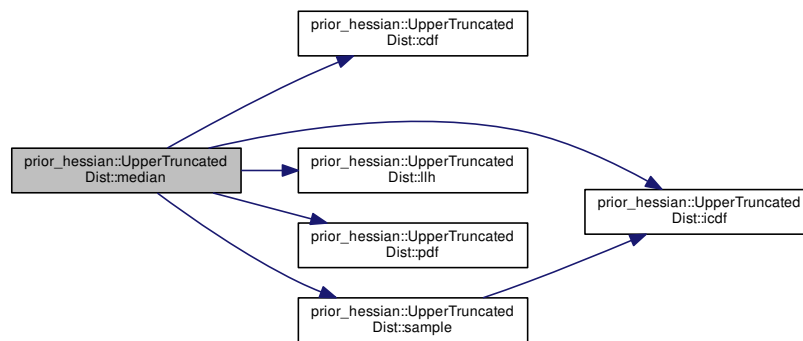 prior_hessian::UpperTruncated
Dist::cdf
prior_hessian::UpperTruncated
Dist::median
prior_hessian::UpperTruncated
Dist::llh
prior_hessian::UpperTruncated
Dist::icdf
prior_hessian::UpperTruncated
Dist::pdf
prior_hessian::UpperTruncated
Dist::sample